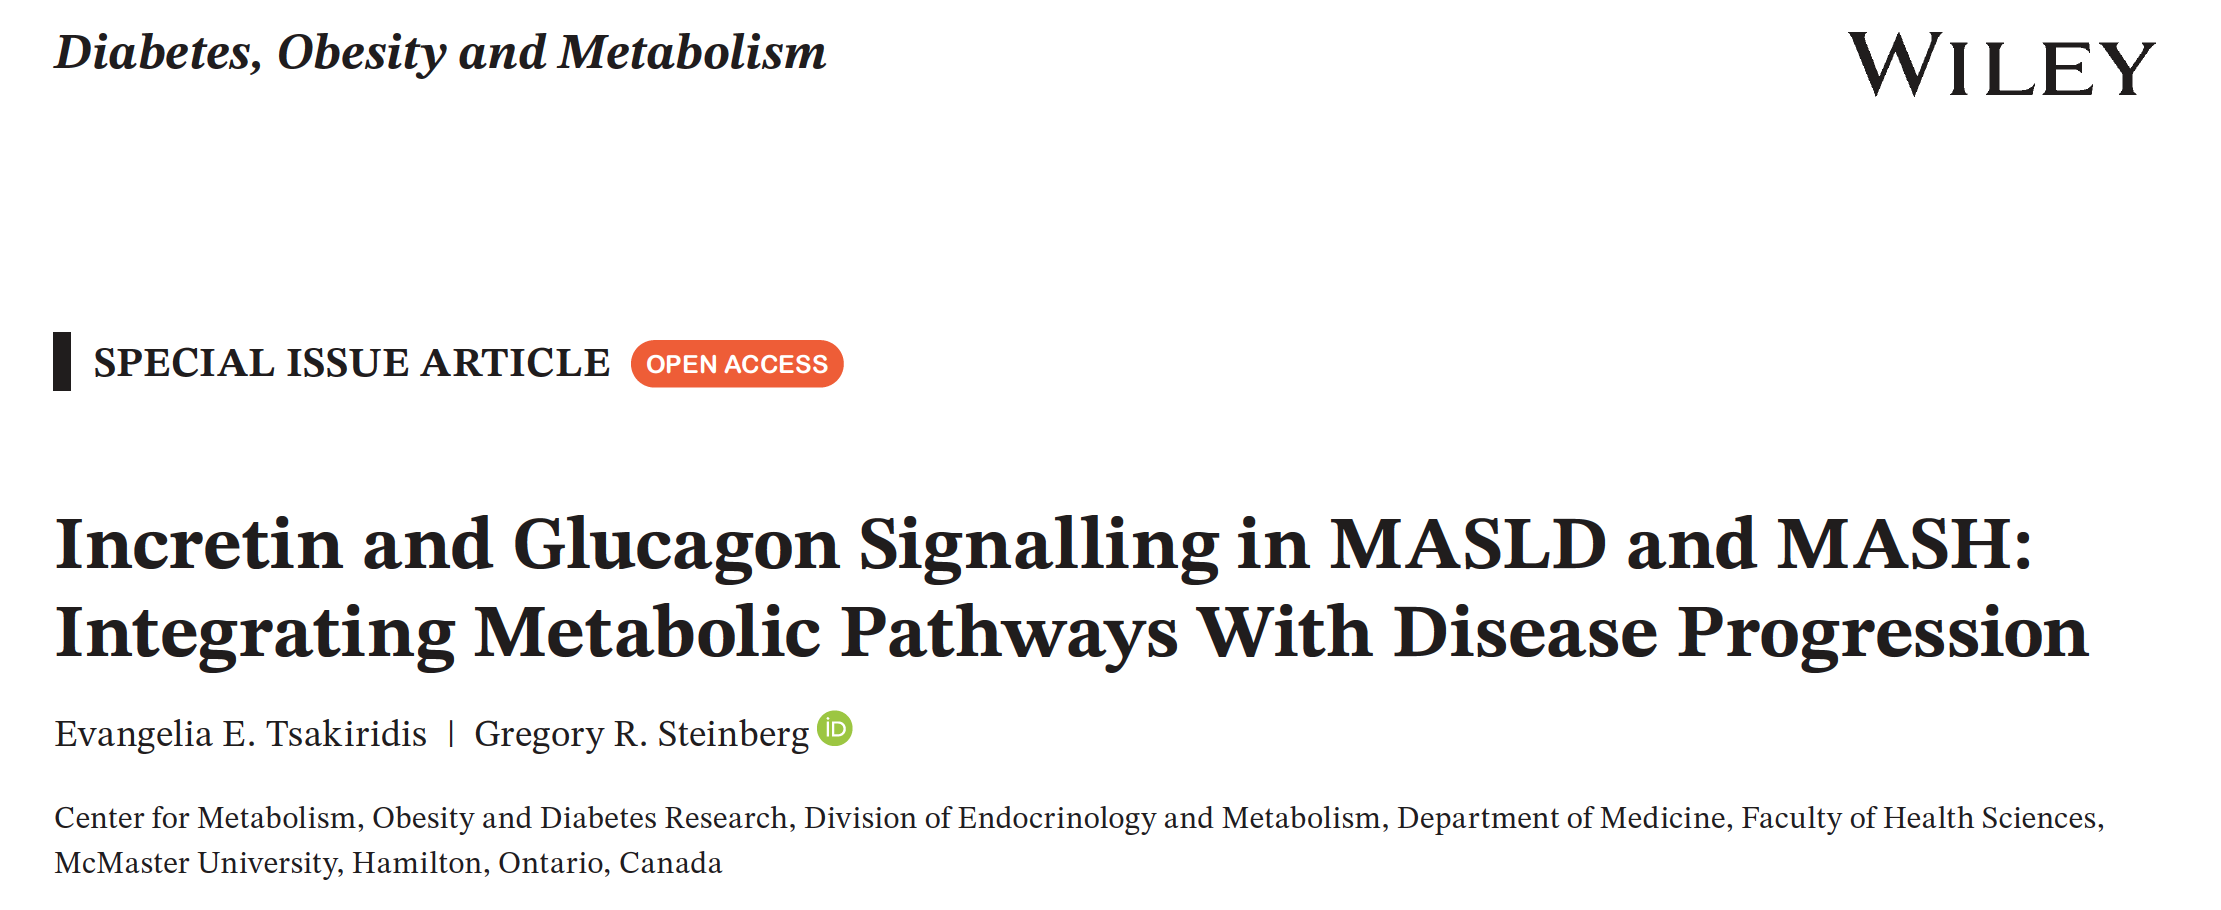 Diabetes, Obesity and Metabolism
WILEY
SPECIAL ISSUE ARTICLE OPEN ACCESS
Incretin and Glucagon Signalling in MASLD and MASH:
Integrating Metabolic Pathways With Disease Progression
Evangelia E. Tsakiridis | Gregory R. Steinberg iD
Center for Metabolism, Obesity and Diabetes Research, Division of Endocrinology and Metabolism, Department of Medicine, Faculty of Health Sciences,
McMaster University, Hamilton, Ontario, Canada